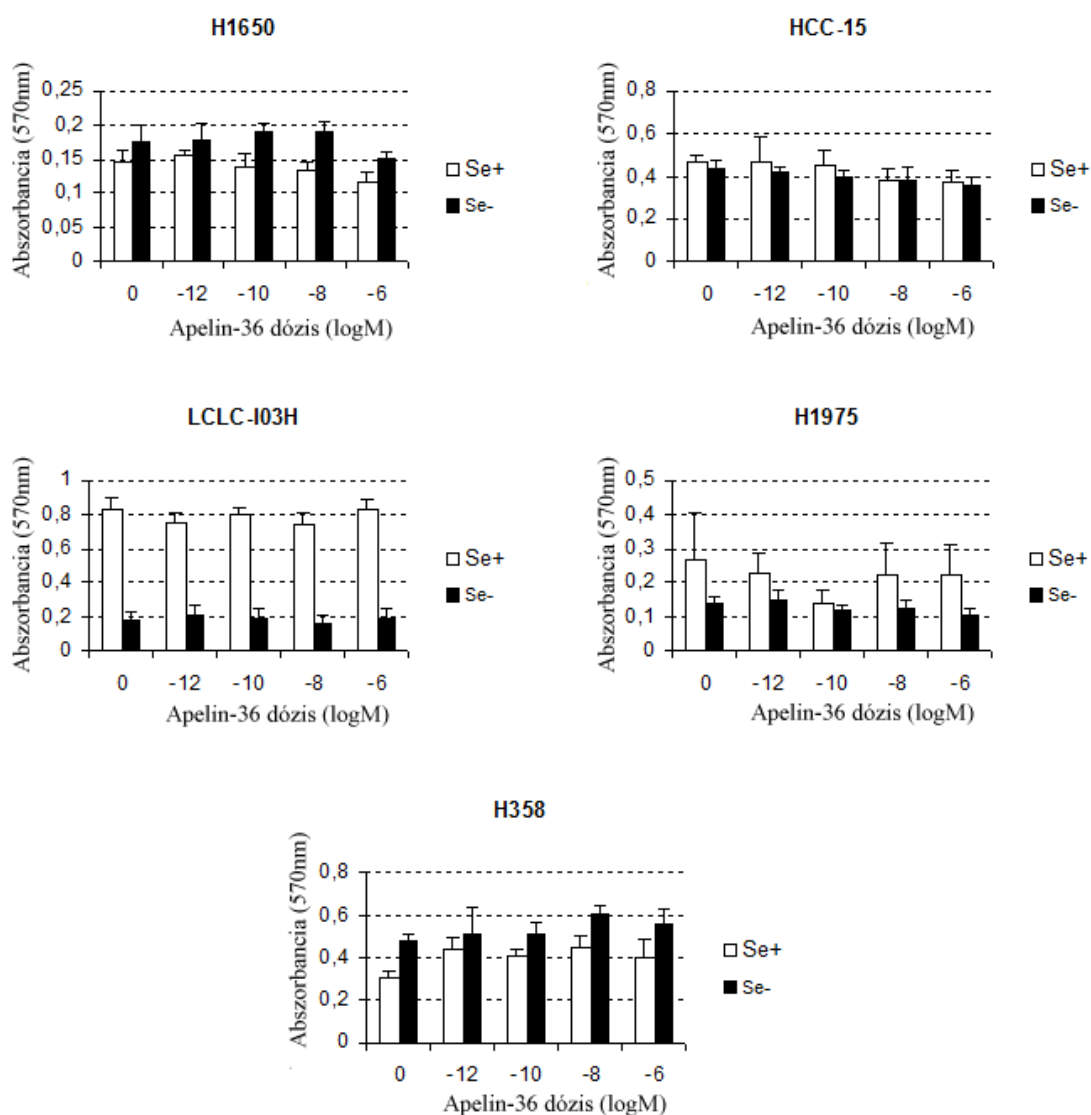 H1650
Abszorbancia (570nm)
0,25
0,2
0,15
0,1
0,05
0
0 -12 -10 -8 -6
Apelin-36 dózis (logM)
Se+
Se-
HCC-15
Abszorbancia (570nm)
0,8
0,6
0,4
0,2
0
0 -12 -10 -8 -6
Apelin-36 dózis (logM)
Se+
Se-
LCLC-I03H
Abszorbancia (570nm)
1
0,8
0,6
0,4
0,2
0
0 -12 -10 -8 -6
Apelin-36 dózis (logM)
Se+
Se-
H1975
Abszorbancia (570nm)
0,5
0,4
0,3
0,2
0,1
0
0 -12 -10 -8 -6
Apelin-36 dózis (logM)
Se+
Se-
H358
Abszorbancia (570nm)
0,8
0,6
0,4
0,2
0
0 -12 -10 -8 -6
Apelin-36 dózis (logM)
Se+
Se-